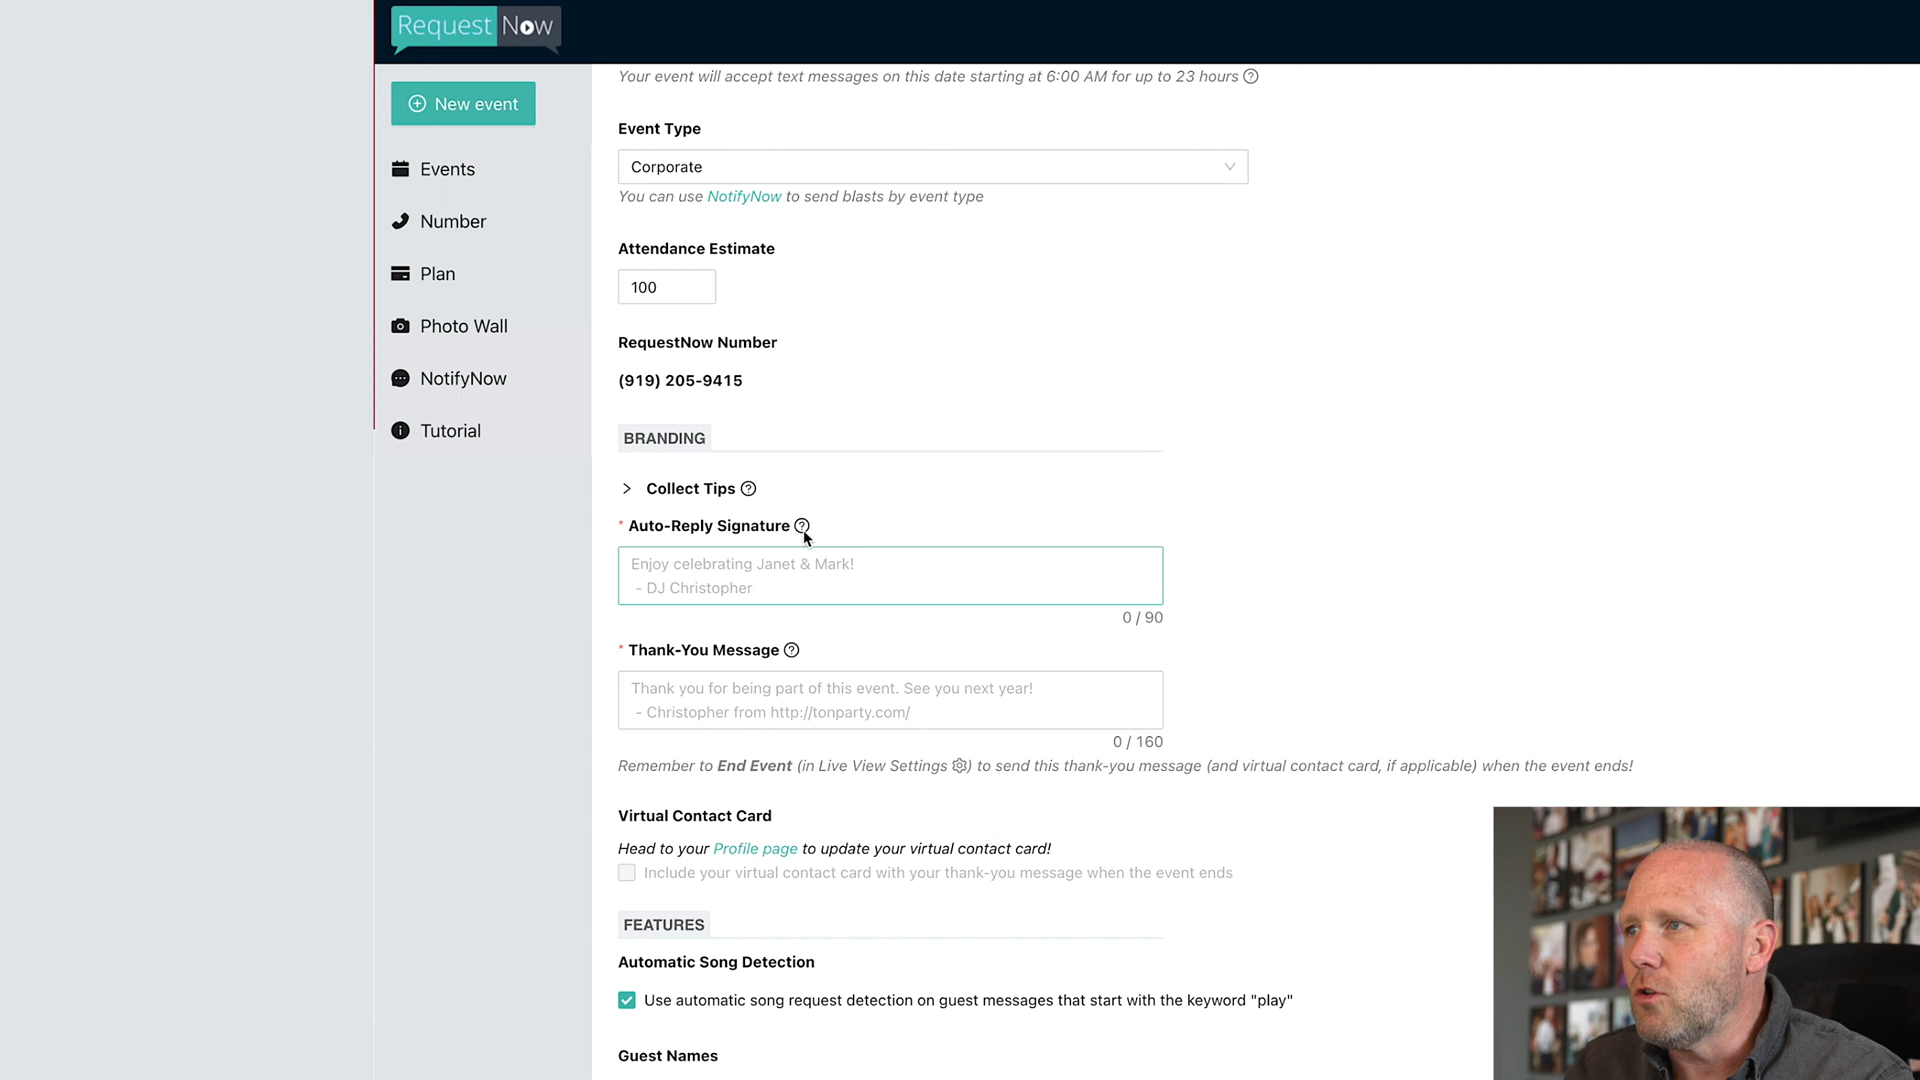 Request Now
New event
Events
Number
Plan
Photo Wall
NotifyNow
Tutorial
Your event will accept text messages on this date starting at 6:00 AM for up to 23 hours
Event Type
Corporate
You can use NotifyNow to send blasts by event type
Attendance Estimate
100
RequestNow Number
(919) 205-9415
BRANDING
Collect Tips
* Auto-Reply Signature
Enjoy celebrating Janet & Mark!
- DJ Christopher
0 / 90
* Thank-You Message
Thank you for being part of this event. See you next year!
- Christopher from http://tonparty.com/
0 / 160
Remember to End Event (in Live View Settings ) to send this thank-you message (and virtual contact card, if applicable) when the event ends!
Virtual Contact Card
Head to your Profile page to update your virtual contact card!
Include your virtual contact card with your thank-you message when the event ends
FEATURES
Automatic Song Detection
Use automatic song request detection on guest messages that start with the keyword "play"
Guest Names